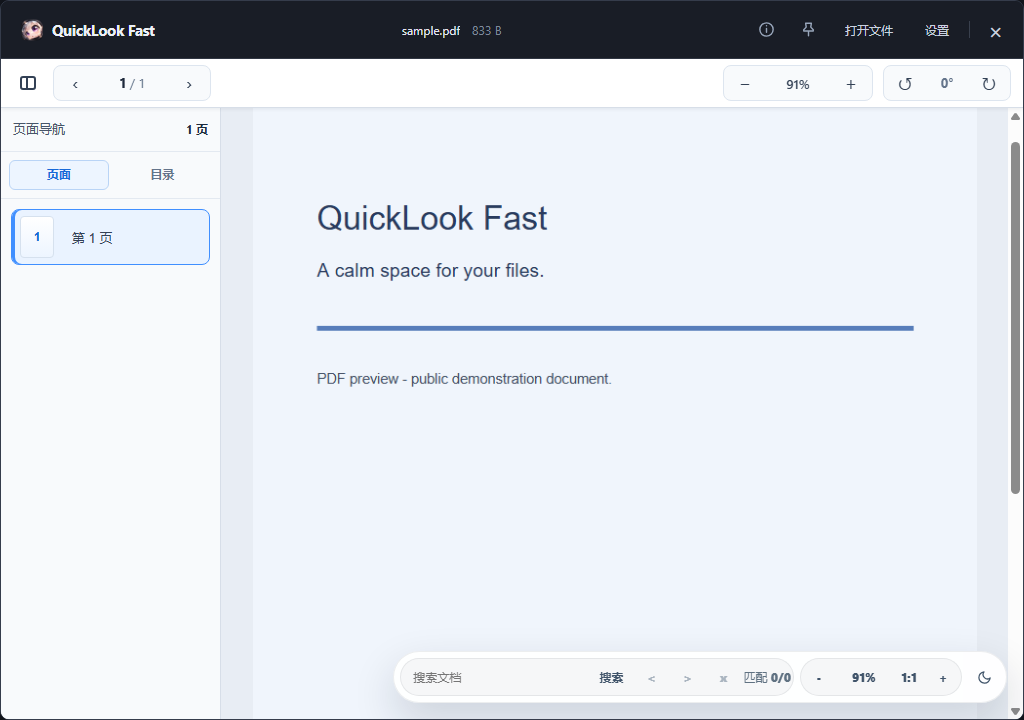 QuickLook Fast
sample.pdf 833 B
打开文件 设置
1 / 1
91%
0°
页面导航 1 页
页面 目录
1 第 1 页
QuickLook Fast
A calm space for your files.
PDF preview - public demonstration document.
搜索文档 搜索 < > × 匹配 0/0 - 91% 1:1 +